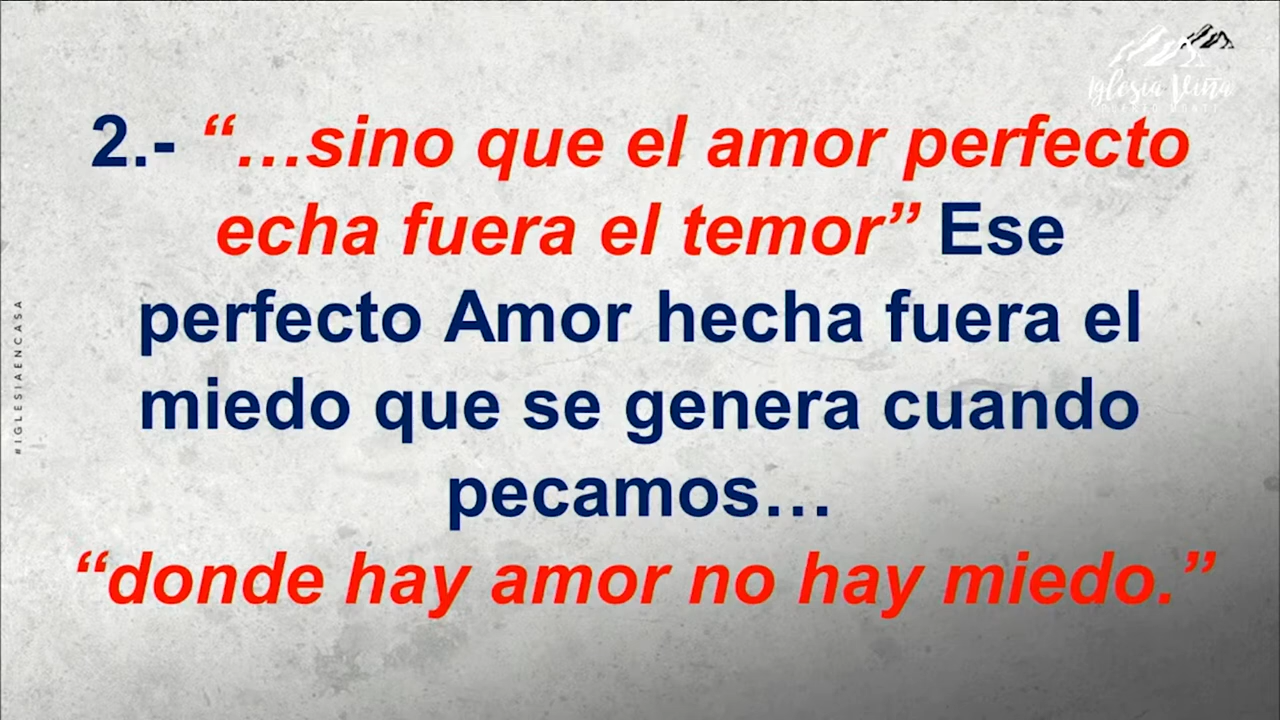 Iglesia Viña
#IGLESIAENCASA
2.- “…sino que el amor perfecto
echa fuera el temor” Ese
perfecto Amor hecha fuera el
miedo que se genera cuando
pecamos…
“donde hay amor no hay miedo.”